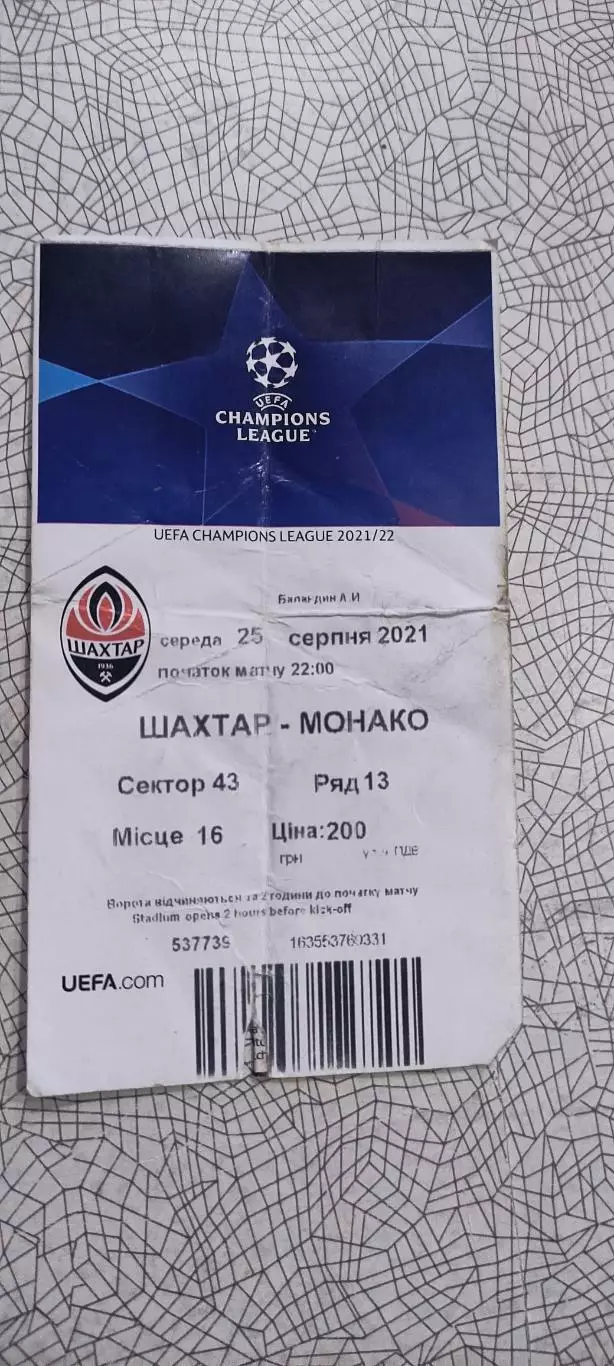 UEFA
CHAMPIONS
LEAGUE™
UEFA CHAMPIONS LEAGUE 2021/22
Баландин А.И
ШАХТАР
1936
середа 25 серпня 2021
початок матчу 22:00
ШАХТАР - МОНАКО
Сектор 43 Ряд 13
Місце 16 Ціна:200
грн
Ворота відчиняються за 2 години до початку матчу
Stadium opens 2 hours before kick-off
537739 163553760331
UEFA.com